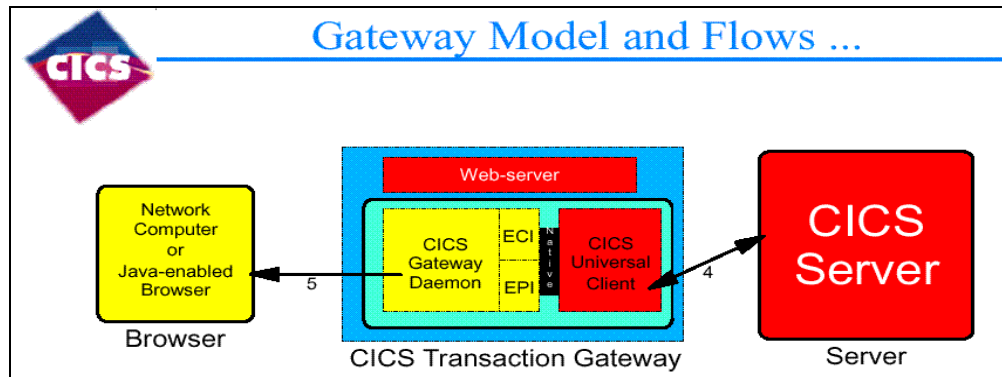 CICS
Gateway Model and Flows ...
Web-server
Network
Computer
or
Java-enabled
Browser
5
CICS
Gateway
Daemon
ECI
EPI
Native
CICS
Universal
Client
4
CICS
Server
Browser
CICS Transaction Gateway
Server